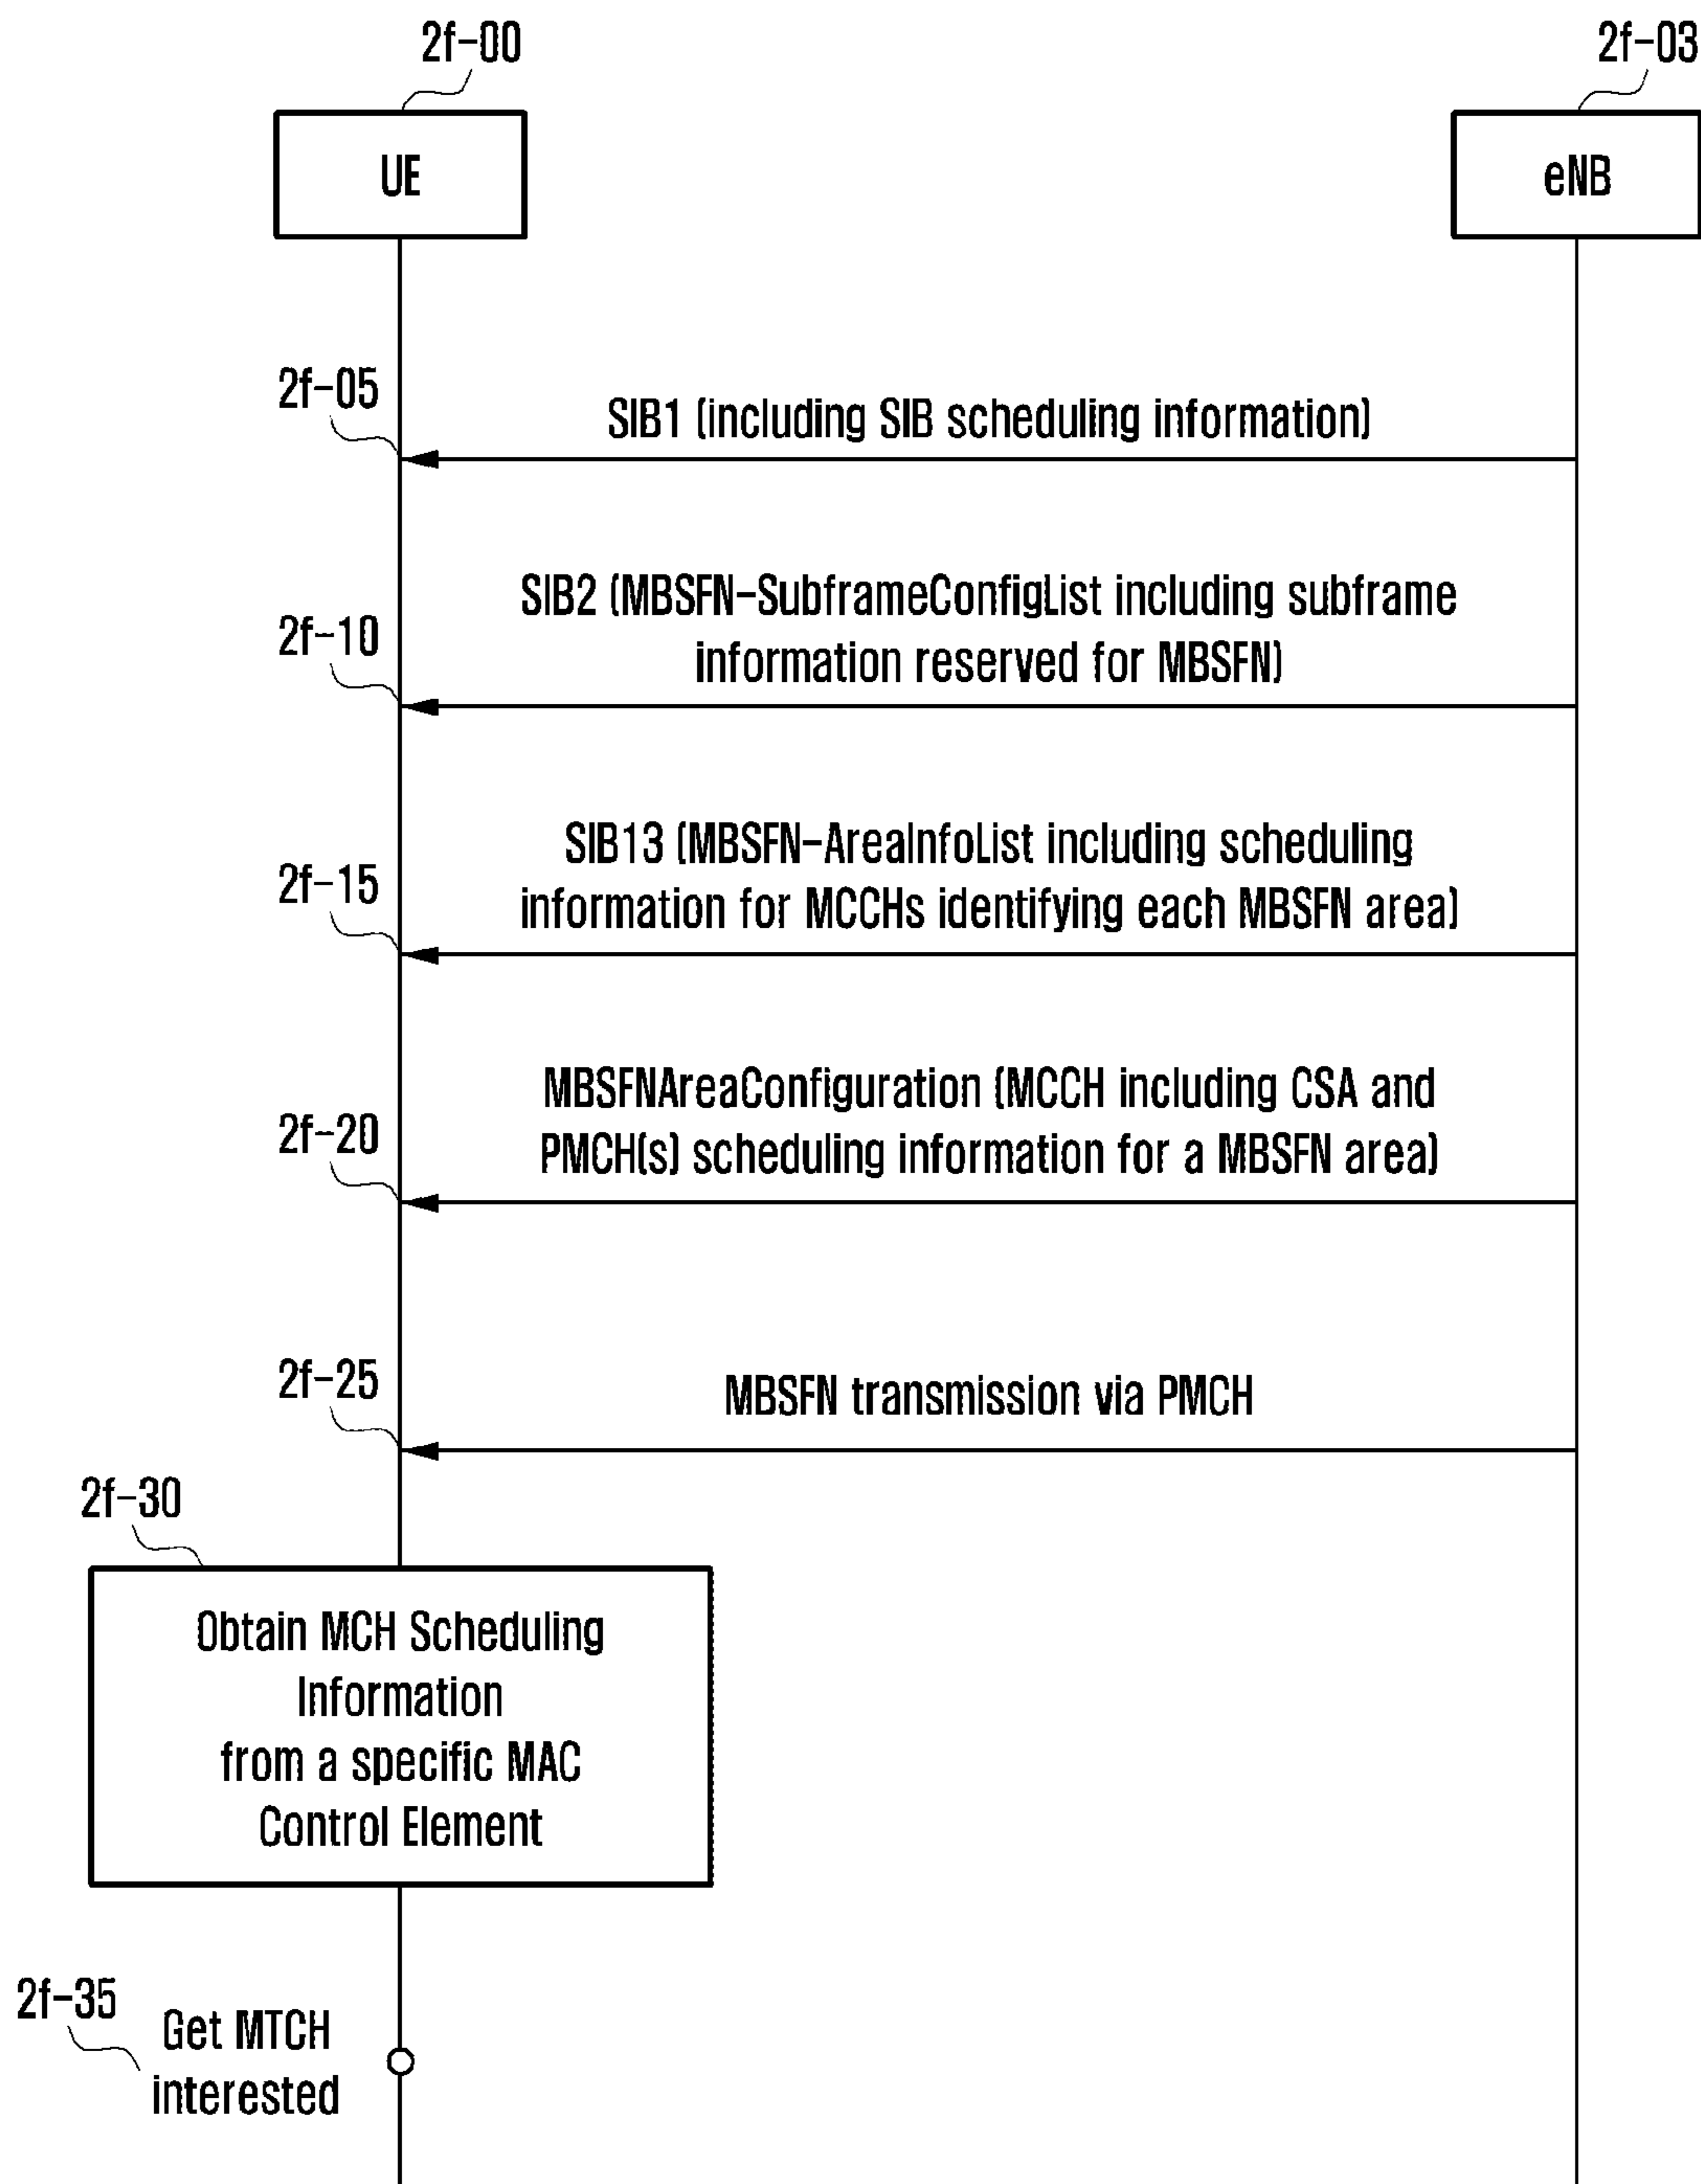 2f-00
2f-03
UE
eNB
2f-05
SIB1 (including SIB scheduling information)
SIB2 (MBSFN-SubframeConfigList including subframe
2f-10
information reserved for MBSFN)
SIB13 (MBSFN-AreaInfoList including scheduling
2f-15
information for MCCHs identifying each MBSFN area)
MBSFNAreaConfiguration (MCCH including CSA and
2f-20
PMCH(s) scheduling information for a MBSFN area)
2f-25
MBSFN transmission via PMCH
2f-30
Obtain MCH Scheduling
Information
from a specific MAC
Control Element
2f-35
Get MTCH
interested